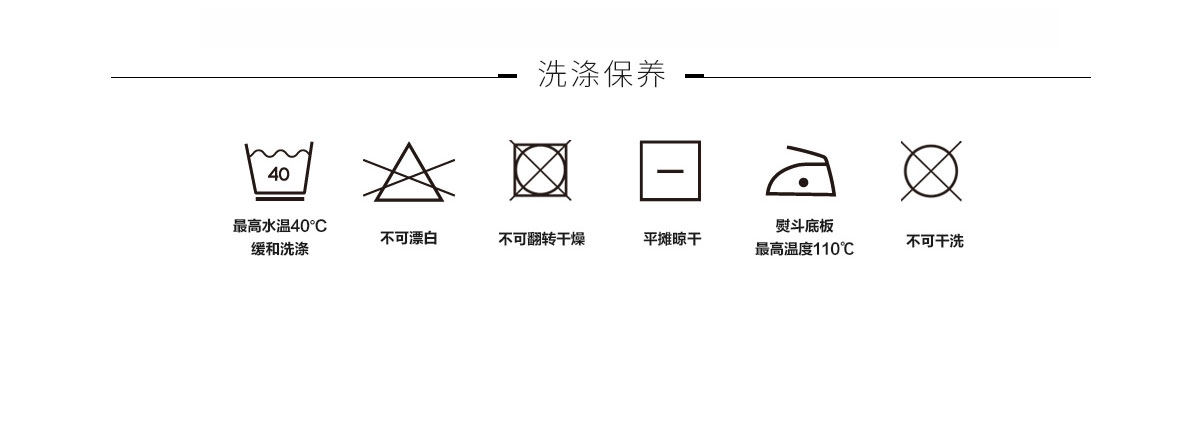 洗涤保养
40
最高水温40℃
缓和洗涤
不可漂白
不可翻转干燥
平摊晾干
熨斗底板
最高温度110℃
不可干洗